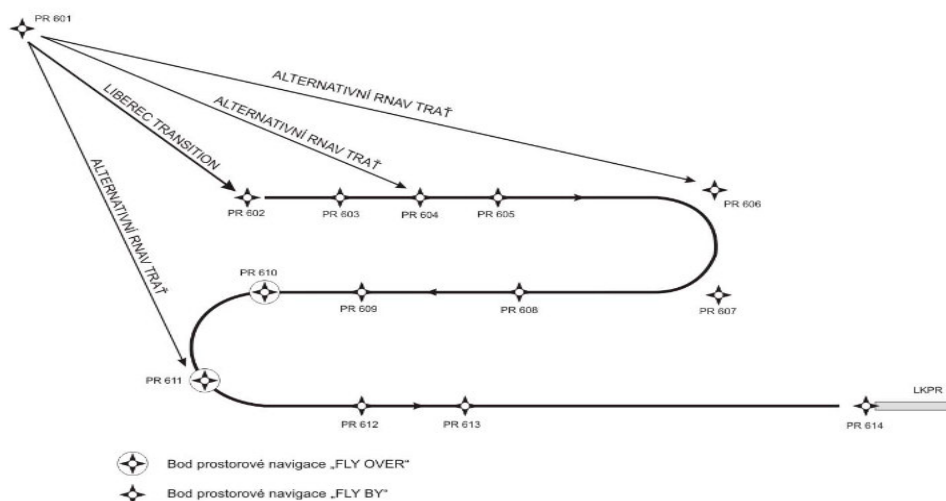 PR 601
ALTERNATIVNÍ RNAV TRAŤ
ALTERNATIVNÍ RNAV TRAŤ
LIBEREC TRANSITION
ALTERNATIVNÍ RNAV TRAŤ
PR 602
PR 603
PR 604
PR 605
PR 606
PR 610
PR 609
PR 608
PR 607
PR 611
LKPR
PR 612
PR 613
PR 614
Bod prostorové navigace „FLY OVER“
Bod prostorové navigace „FLY BY“